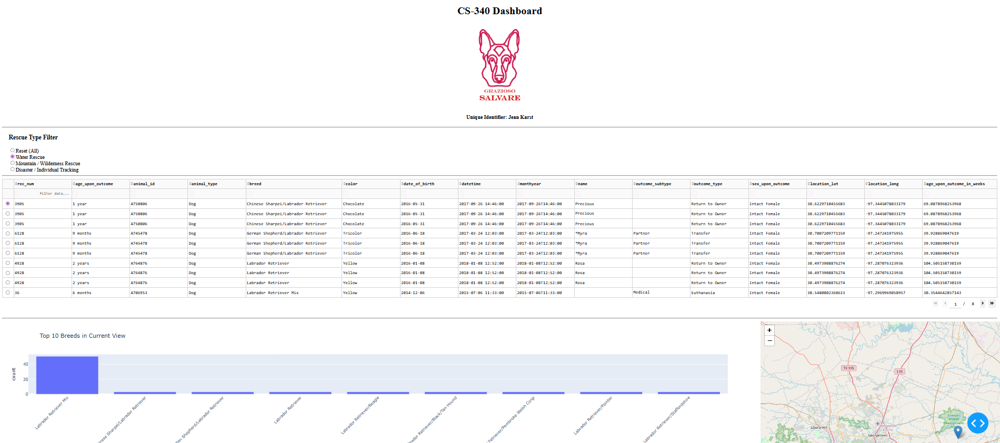 CS-340 Dashboard
GRAZIOSO
SALVARE
Unique Identifier: Jean Karst
Rescue Type Filter
Reset (All)
Water Rescue
Mountain / Wilderness Rescue
Disaster / Individual Tracking
rec_num age_upon_outcome animal_id animal_type breed color date_of_birth datetime monthyear name outcome_subtype outcome_type sex_upon_outcome location_lat location_long age_upon_outcome_in_weeks
filter data...
3905 1 year A750806 Dog Chinese Sharpei/Labrador Retriever Chocolate 2016-05-31 2017-09-26 14:46:00 2017-09-26T14:46:00 Precious Return to Owner Intact Female 30.6229710455683 -97.3445078033179 69.0878968253968
3905 1 year A750806 Dog Chinese Sharpei/Labrador Retriever Chocolate 2016-05-31 2017-09-26 14:46:00 2017-09-26T14:46:00 Precious Return to Owner Intact Female 30.6229710455683 -97.3445078033179 69.0878968253968
3905 1 year A750806 Dog Chinese Sharpei/Labrador Retriever Chocolate 2016-05-31 2017-09-26 14:46:00 2017-09-26T14:46:00 Precious Return to Owner Intact Female 30.6229710455683 -97.3445078033179 69.0878968253968
6128 9 months A745478 Dog German Shepherd/Labrador Retriever Tricolor 2016-06-18 2017-03-24 12:03:00 2017-03-24T12:03:00 *Myra Partner Transfer Intact Female 30.7007209771159 -97.247241975955 39.928869047619
6128 9 months A745478 Dog German Shepherd/Labrador Retriever Tricolor 2016-06-18 2017-03-24 12:03:00 2017-03-24T12:03:00 *Myra Partner Transfer Intact Female 30.7007209771159 -97.247241975955 39.928869047619
6128 9 months A745478 Dog German Shepherd/Labrador Retriever Tricolor 2016-06-18 2017-03-24 12:03:00 2017-03-24T12:03:00 *Myra Partner Transfer Intact Female 30.7007209771159 -97.247241975955 39.928869047619
4928 2 years A764876 Dog Labrador Retriever Yellow 2016-01-08 2018-01-08 12:52:00 2018-01-08T12:52:00 Rosa Return to Owner Intact Female 30.4973908876274 -97.287076323936 104.505158730159
4928 2 years A764876 Dog Labrador Retriever Yellow 2016-01-08 2018-01-08 12:52:00 2018-01-08T12:52:00 Rosa Return to Owner Intact Female 30.4973908876274 -97.287076323936 104.505158730159
4928 2 years A764876 Dog Labrador Retriever Yellow 2016-01-08 2018-01-08 12:52:00 2018-01-08T12:52:00 Rosa Return to Owner Intact Female 30.4973908876274 -97.287076323936 104.505158730159
36 6 months A706953 Dog Labrador Retriever Mix Yellow 2014-12-06 2015-07-06 11:33:00 2015-07-06T11:33:00 Medical Euthanasia Intact Female 30.5480802368633 -97.2969969058957 30.3544642857143
« ‹ 1 / 8 › »
Top 10 Breeds in Current View
count
40
20
0
Labrador Retriever Mix
nese Sharpei/Labrador Retriever
man Shepherd/Labrador Retriever
Labrador Retriever
Labrador Retriever/Beagle
ador Retriever/Black/Tan Hound
Retriever/Pembroke Welsh Corgi
Labrador Retriever/Pointer
Labrador Retriever/Staffordshire
+
−
TX 195
I 35
Granger
Wildlife
Management
Williamson
County
Liberty Hill
Georgetown